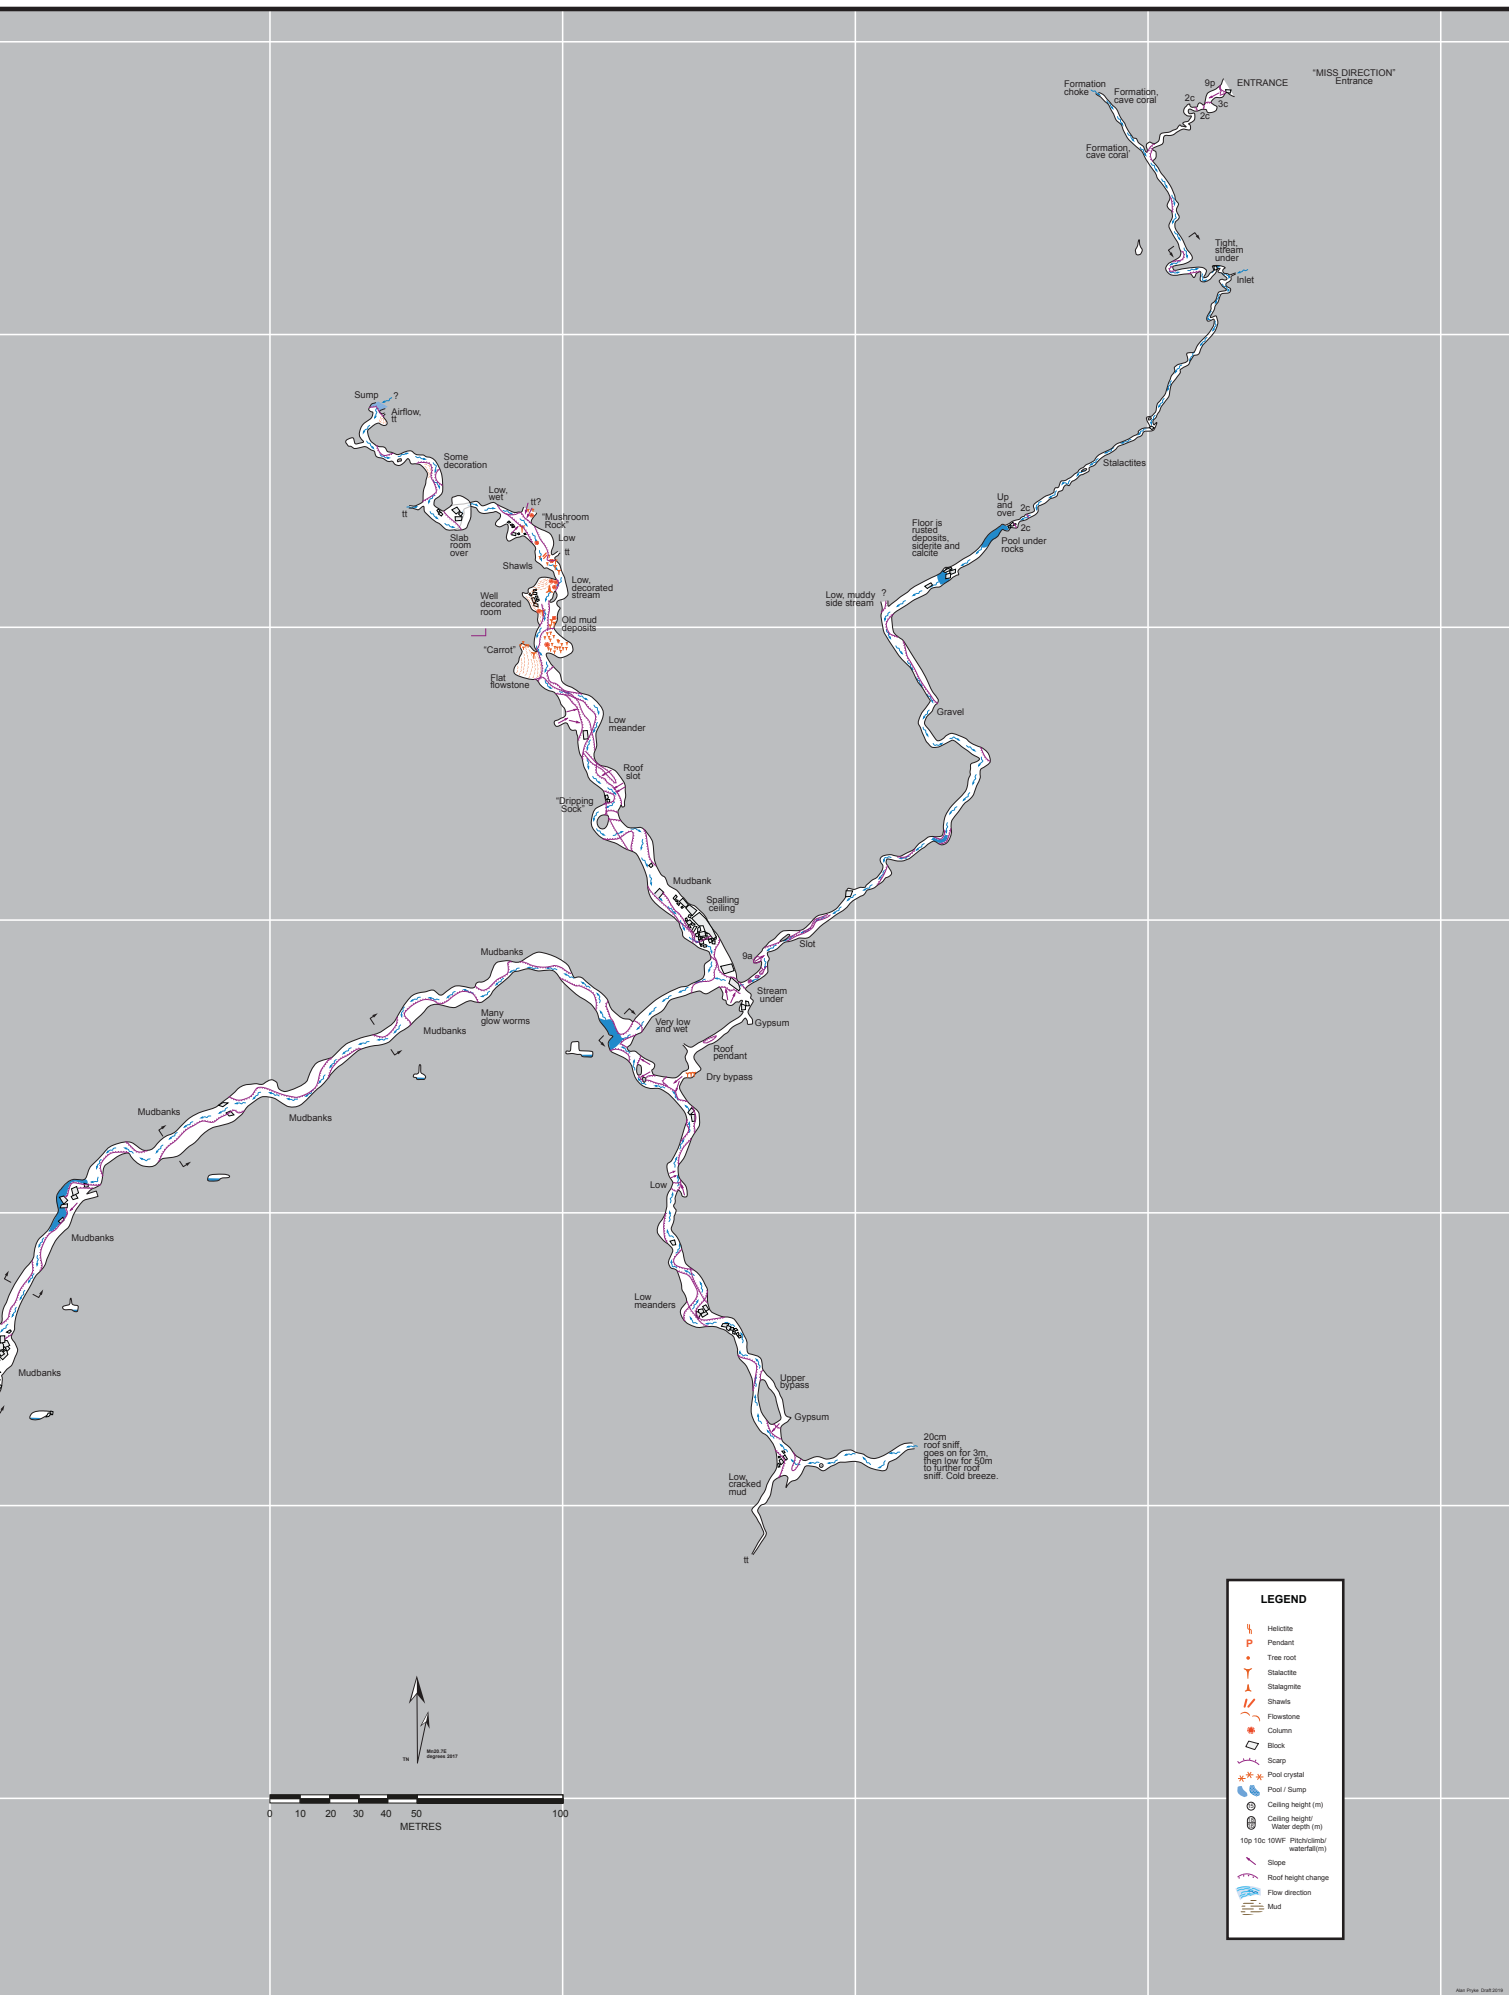 “MISS DIRECTION”
Entrance
ENTRANCE
9p
2c
3c
2c
Formation
choke
Formation,
cave coral
Formation,
cave coral
Tight,
stream
under
Inlet
Stalactites
Up
and
over
2c
2c
Pool under
rocks
Floor is
rusted
deposits,
siderite and
calcite
Low, muddy
side stream
?
Gravel
Slot
9a
Sump
?
Airflow,
tt
Some
decoration
tt
Slab
room
over
Low,
wet
tt?
“Mushroom
Rock”
Low
tt
Shawls
Low,
decorated
stream
Well
decorated
room
Old mud
deposits
“Carrot”
Flat
flowstone
Low
meander
Roof
slot
“Dripping
Sock”
Mudbank
Spalling
ceiling
Stream
under
Gypsum
Very low
and wet
Roof
pendant
Dry bypass
Mudbanks
Many
glow worms
Mudbanks
Mudbanks
Mudbanks
Mudbanks
Mudbanks
Low
Low
meanders
Upper
bypass
Gypsum
20cm
roof sniff,
goes on for 3m,
then low for 50m
to further roof
sniff. Cold breeze.
Low,
cracked
mud
tt
TN
Mn20.7E
degrees 2017
0 10 20 30 40 50 100
METRES
LEGEND
Helictite
P Pendant
Tree root
Stalactite
Stalagmite
Shawls
Flowstone
Column
Block
Scarp
Pool crystal
Pool / Sump
Ceiling height (m)
Ceiling height/
Water depth (m)
10p 10c 10WF Pitch/climb/
waterfall(m)
Slope
Roof height change
Flow direction
Mud
Alan Pryke Draft 2019